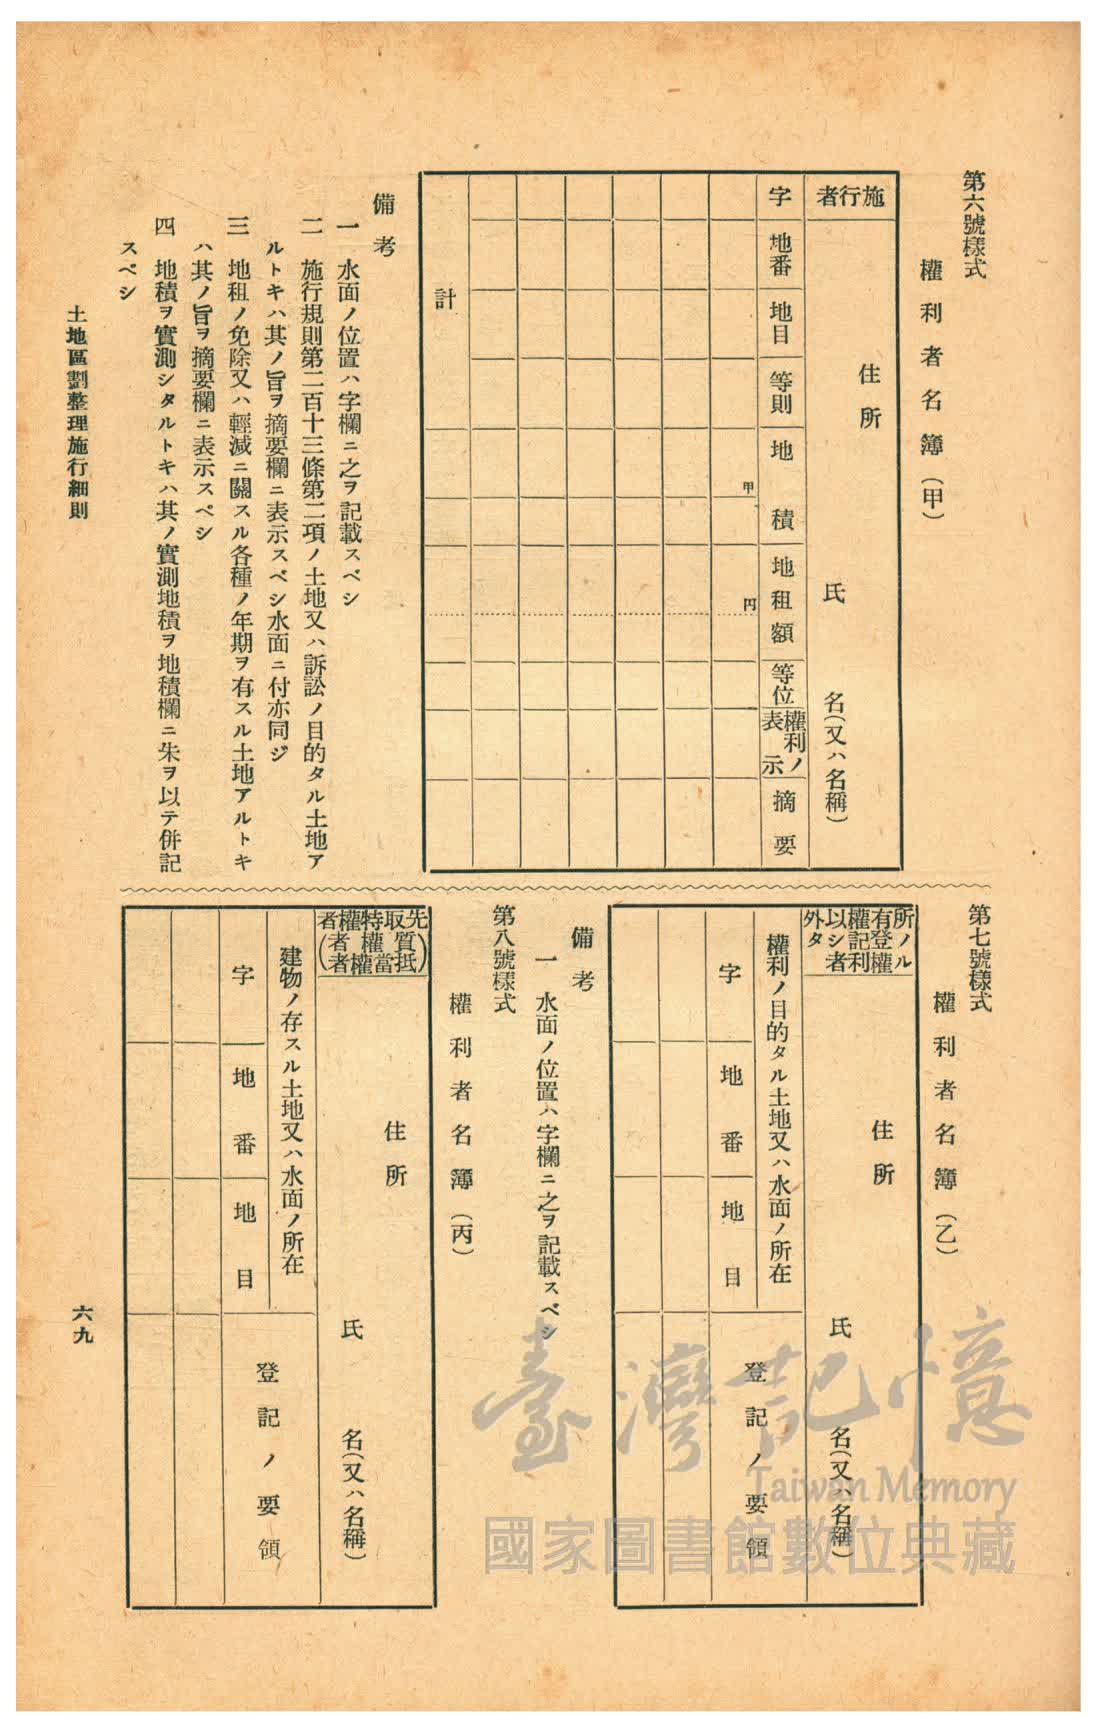 第六號樣式
權利者名簿（甲）
施行者
住所
氏名（又ハ名稱）
字
地番
地目
等則
地積
地租額
等位
權利ノ表示
摘要
甲
円
計
備考
一 水面ノ位置ハ字欄ニ之ヲ記載スベシ
二 施行規則第二百十三條第二項ノ土地又ハ訴訟ノ目的タル土地ア
ルトキハ其ノ旨ヲ摘要欄ニ表示スベシ水面ニ付亦同ジ
三 地租ノ免除又ハ輕減ニ關スル各種ノ年期ヲ有スル土地アルトキ
ハ其ノ旨ヲ摘要欄ニ表示スベシ
四 地積ヲ實測シタルトキハ其ノ實測地積ヲ地積欄ニ朱ヲ以テ併記
スベシ
第七號樣式
權利者名簿（乙）
所有權以外ノ登記シタル權利者
住所
氏名（又ハ名稱）
權利ノ目的タル土地又ハ水面ノ所在
字
地番
地目
登記ノ要領
備考
一 水面ノ位置ハ字欄ニ之ヲ記載スベシ
第八號樣式
權利者名簿（丙）
先取特權者（質權者抵當權者）
住所
氏名（又ハ名稱）
建物ノ存スル土地又ハ水面ノ所在
字
地番
地目
登記ノ要領
土地區劃整理施行細則
六九
臺灣記憶
Taiwan Memory
國家圖書館數位典藏